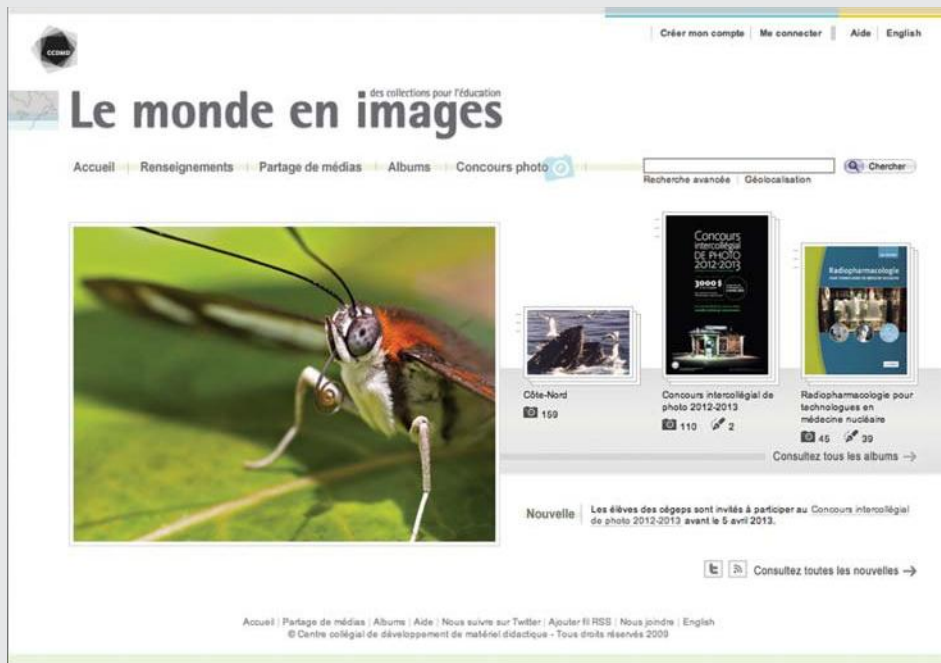 Créer mon compte | Me connecter | Aide | English
CCDMD
des collections pour l'éducation
Le monde en images
Accueil | Renseignements | Partage de médias | Albums | Concours photo
Chercher
Recherche avancée | Géolocalisation
Concours
intercollégial
DE PHOTO
2012-2013
3000 $
Radiopharmacologie
Côte-Nord
159
Concours intercollégial de
photo 2012-2013
110 2
Radiopharmacologie pour
technologues en
médecine nucléaire
45 39
Consultez tous les albums →
Nouvelle
Les élèves des cégeps sont invités à participer au Concours intercollégial
de photo 2012-2013 avant le 5 avril 2013.
Consultez toutes les nouvelles →
Accueil | Partage de médias | Albums | Aide | Nous suivre sur Twitter | Ajouter fil RSS | Nous joindre | English
© Centre collégial de développement de matériel didactique - Tous droits réservés 2009